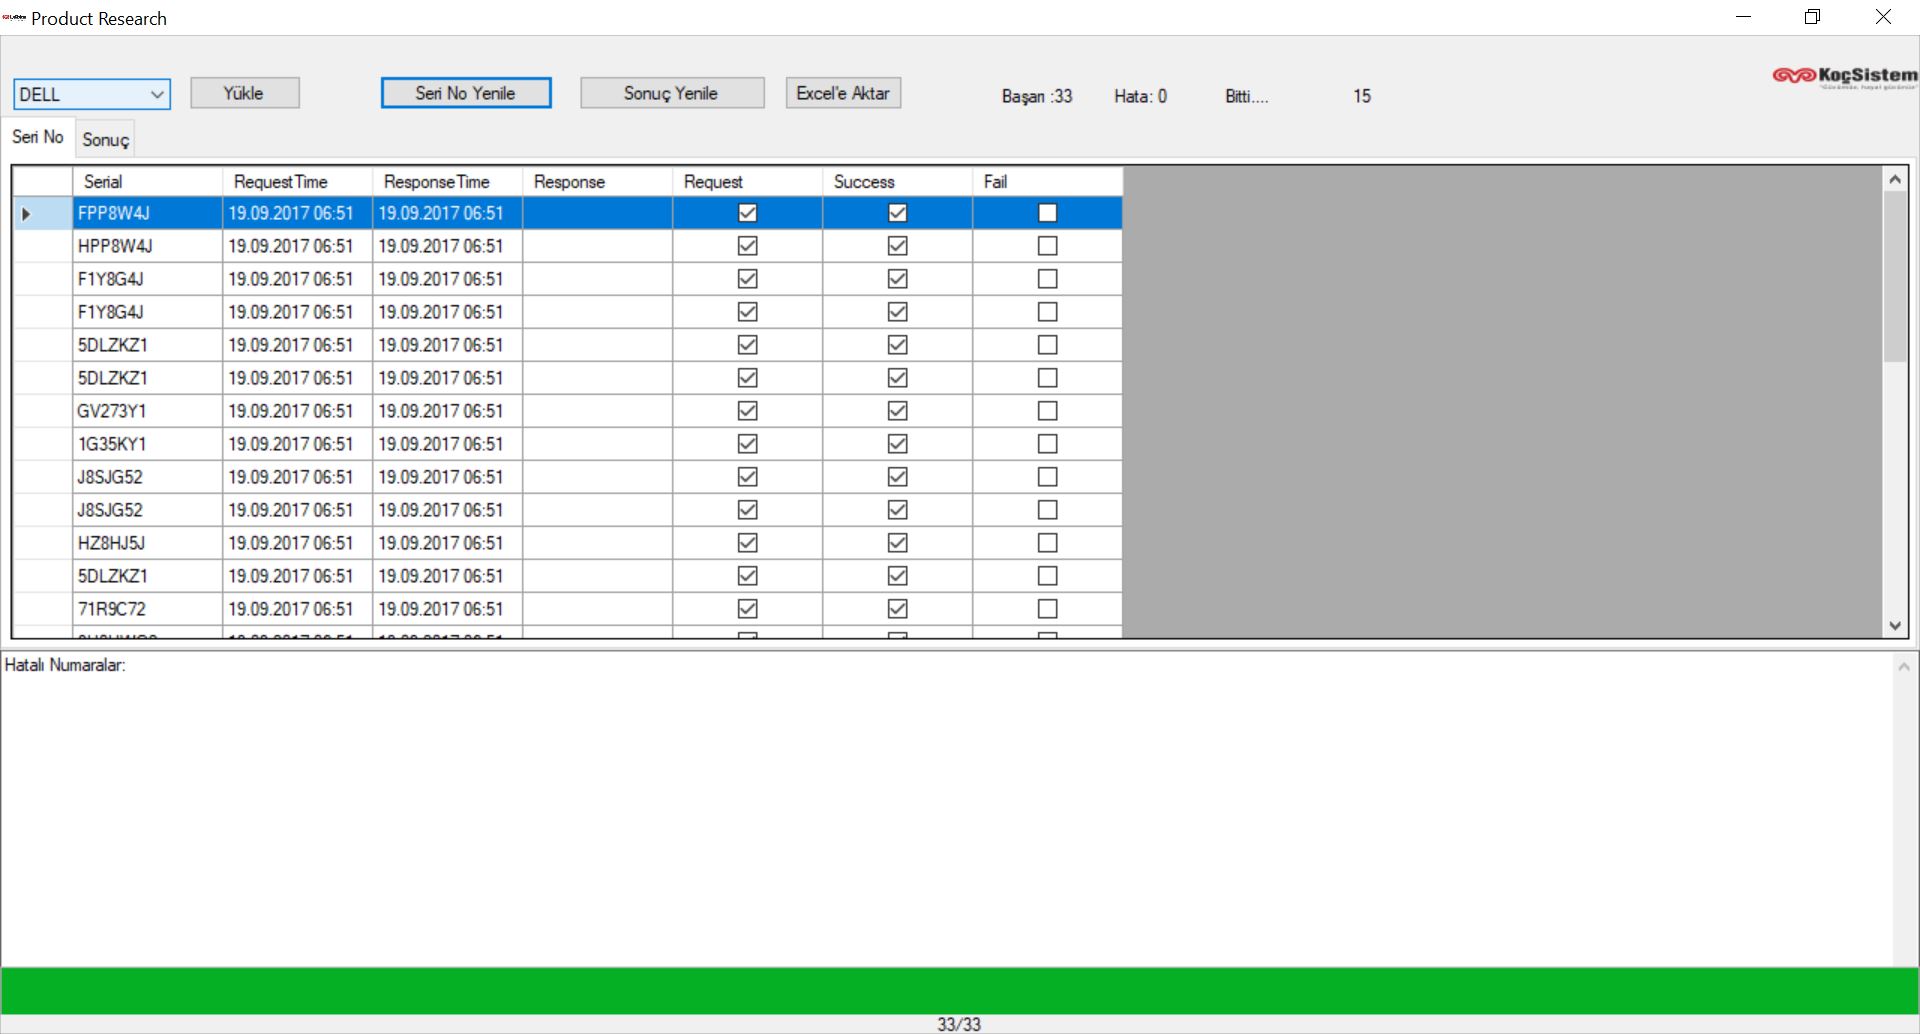 Product Research
KoçSistem
DELL Yükle Seri No Yenile Sonuç Yenile Excel'e Aktar Başarı :33 Hata: 0 Bitti.... 15
Seri No Sonuç
Serial RequestTime ResponseTime Response Request Success Fail
FPP8W4J 19.09.2017 06:51 19.09.2017 06:51
HPP8W4J 19.09.2017 06:51 19.09.2017 06:51
F1Y8G4J 19.09.2017 06:51 19.09.2017 06:51
F1Y8G4J 19.09.2017 06:51 19.09.2017 06:51
5DLZKZ1 19.09.2017 06:51 19.09.2017 06:51
5DLZKZ1 19.09.2017 06:51 19.09.2017 06:51
GV273Y1 19.09.2017 06:51 19.09.2017 06:51
1G35KY1 19.09.2017 06:51 19.09.2017 06:51
J8SJG52 19.09.2017 06:51 19.09.2017 06:51
J8SJG52 19.09.2017 06:51 19.09.2017 06:51
HZ8HJ5J 19.09.2017 06:51 19.09.2017 06:51
5DLZKZ1 19.09.2017 06:51 19.09.2017 06:51
71R9C72 19.09.2017 06:51 19.09.2017 06:51
Hatalı Numaralar:
33/33